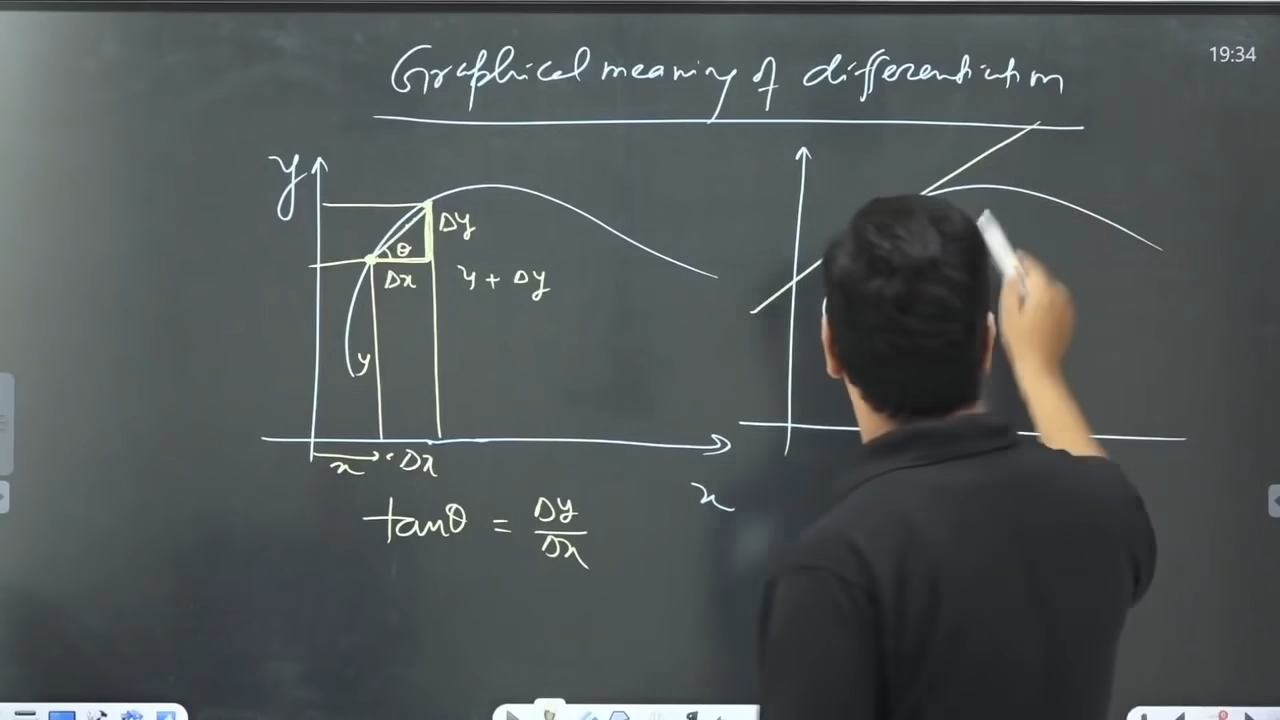 Graphical meaning of differentiation
19:34
y
Δy
θ
Δx
y + Δy
y
x Δx
x
tanθ = Δy/Δx